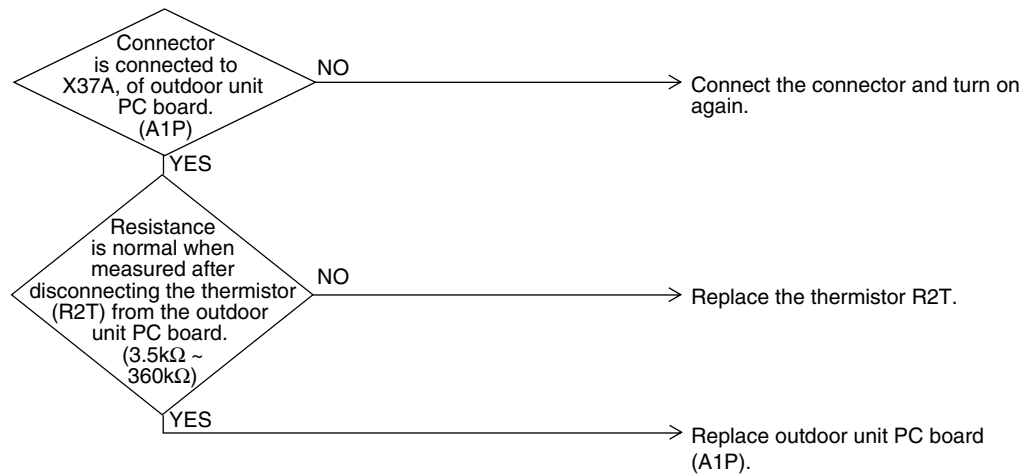 Connector
is connected to
X37A, of outdoor unit
PC board.
(A1P)
NO
Connect the connector and turn on
again.
YES
Resistance
is normal when
measured after
disconnecting the thermistor
(R2T) from the outdoor
unit PC board.
(3.5kΩ ~
360kΩ)
NO
Replace the thermistor R2T.
YES
Replace outdoor unit PC board
(A1P).